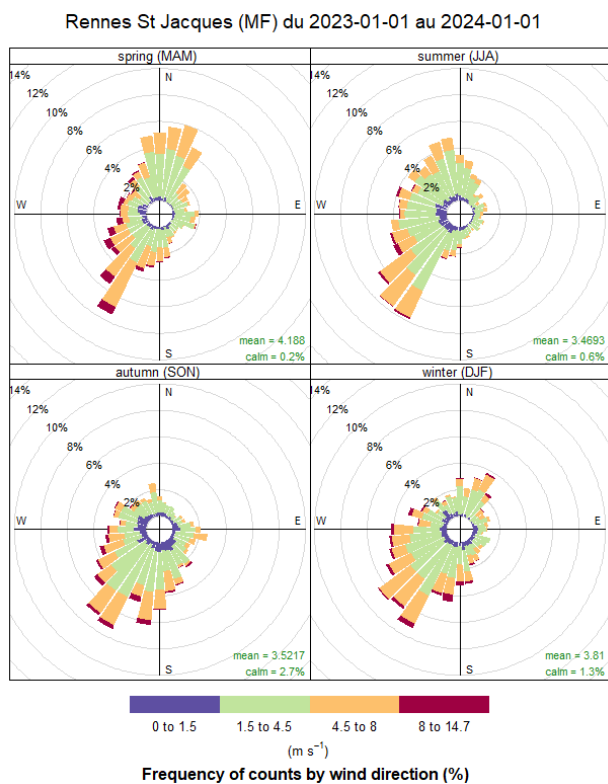 Rennes St Jacques (MF) du 2023-01-01 au 2024-01-01
spring (MAM)
14%
12%
10%
8%
6%
4%
2%
N
W
E
S
mean = 4.188
calm = 0.2%
summer (JJA)
14%
12%
10%
8%
6%
4%
2%
N
W
E
S
mean = 3.4693
calm = 0.6%
autumn (SON)
14%
12%
10%
8%
6%
4%
2%
N
W
E
S
mean = 3.5217
calm = 2.7%
winter (DJF)
14%
12%
10%
8%
6%
4%
2%
N
W
E
S
mean = 3.81
calm = 1.3%
0 to 1.5 1.5 to 4.5 4.5 to 8 8 to 14.7
(m s⁻¹)
Frequency of counts by wind direction (%)